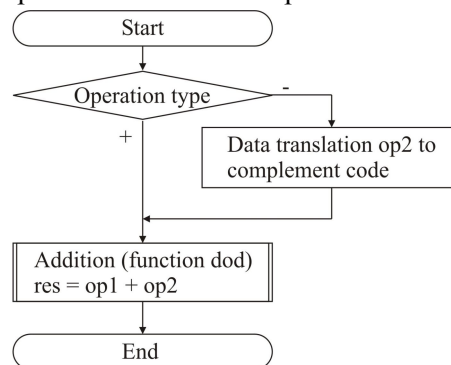 Start
Operation type
-
+
Data translation op2 to
complement code
Addition (function dod)
res = op1 + op2
End